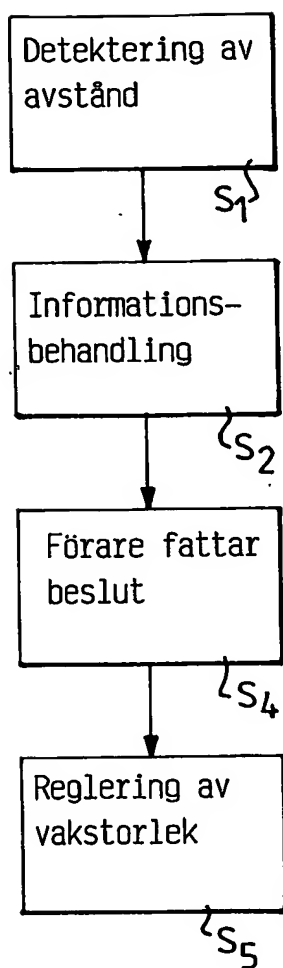 Detektering av
avstånd
S1
Informations-
behandling
S2
Förare fattar
beslut
S4
Reglering av
vakstorlek
S5